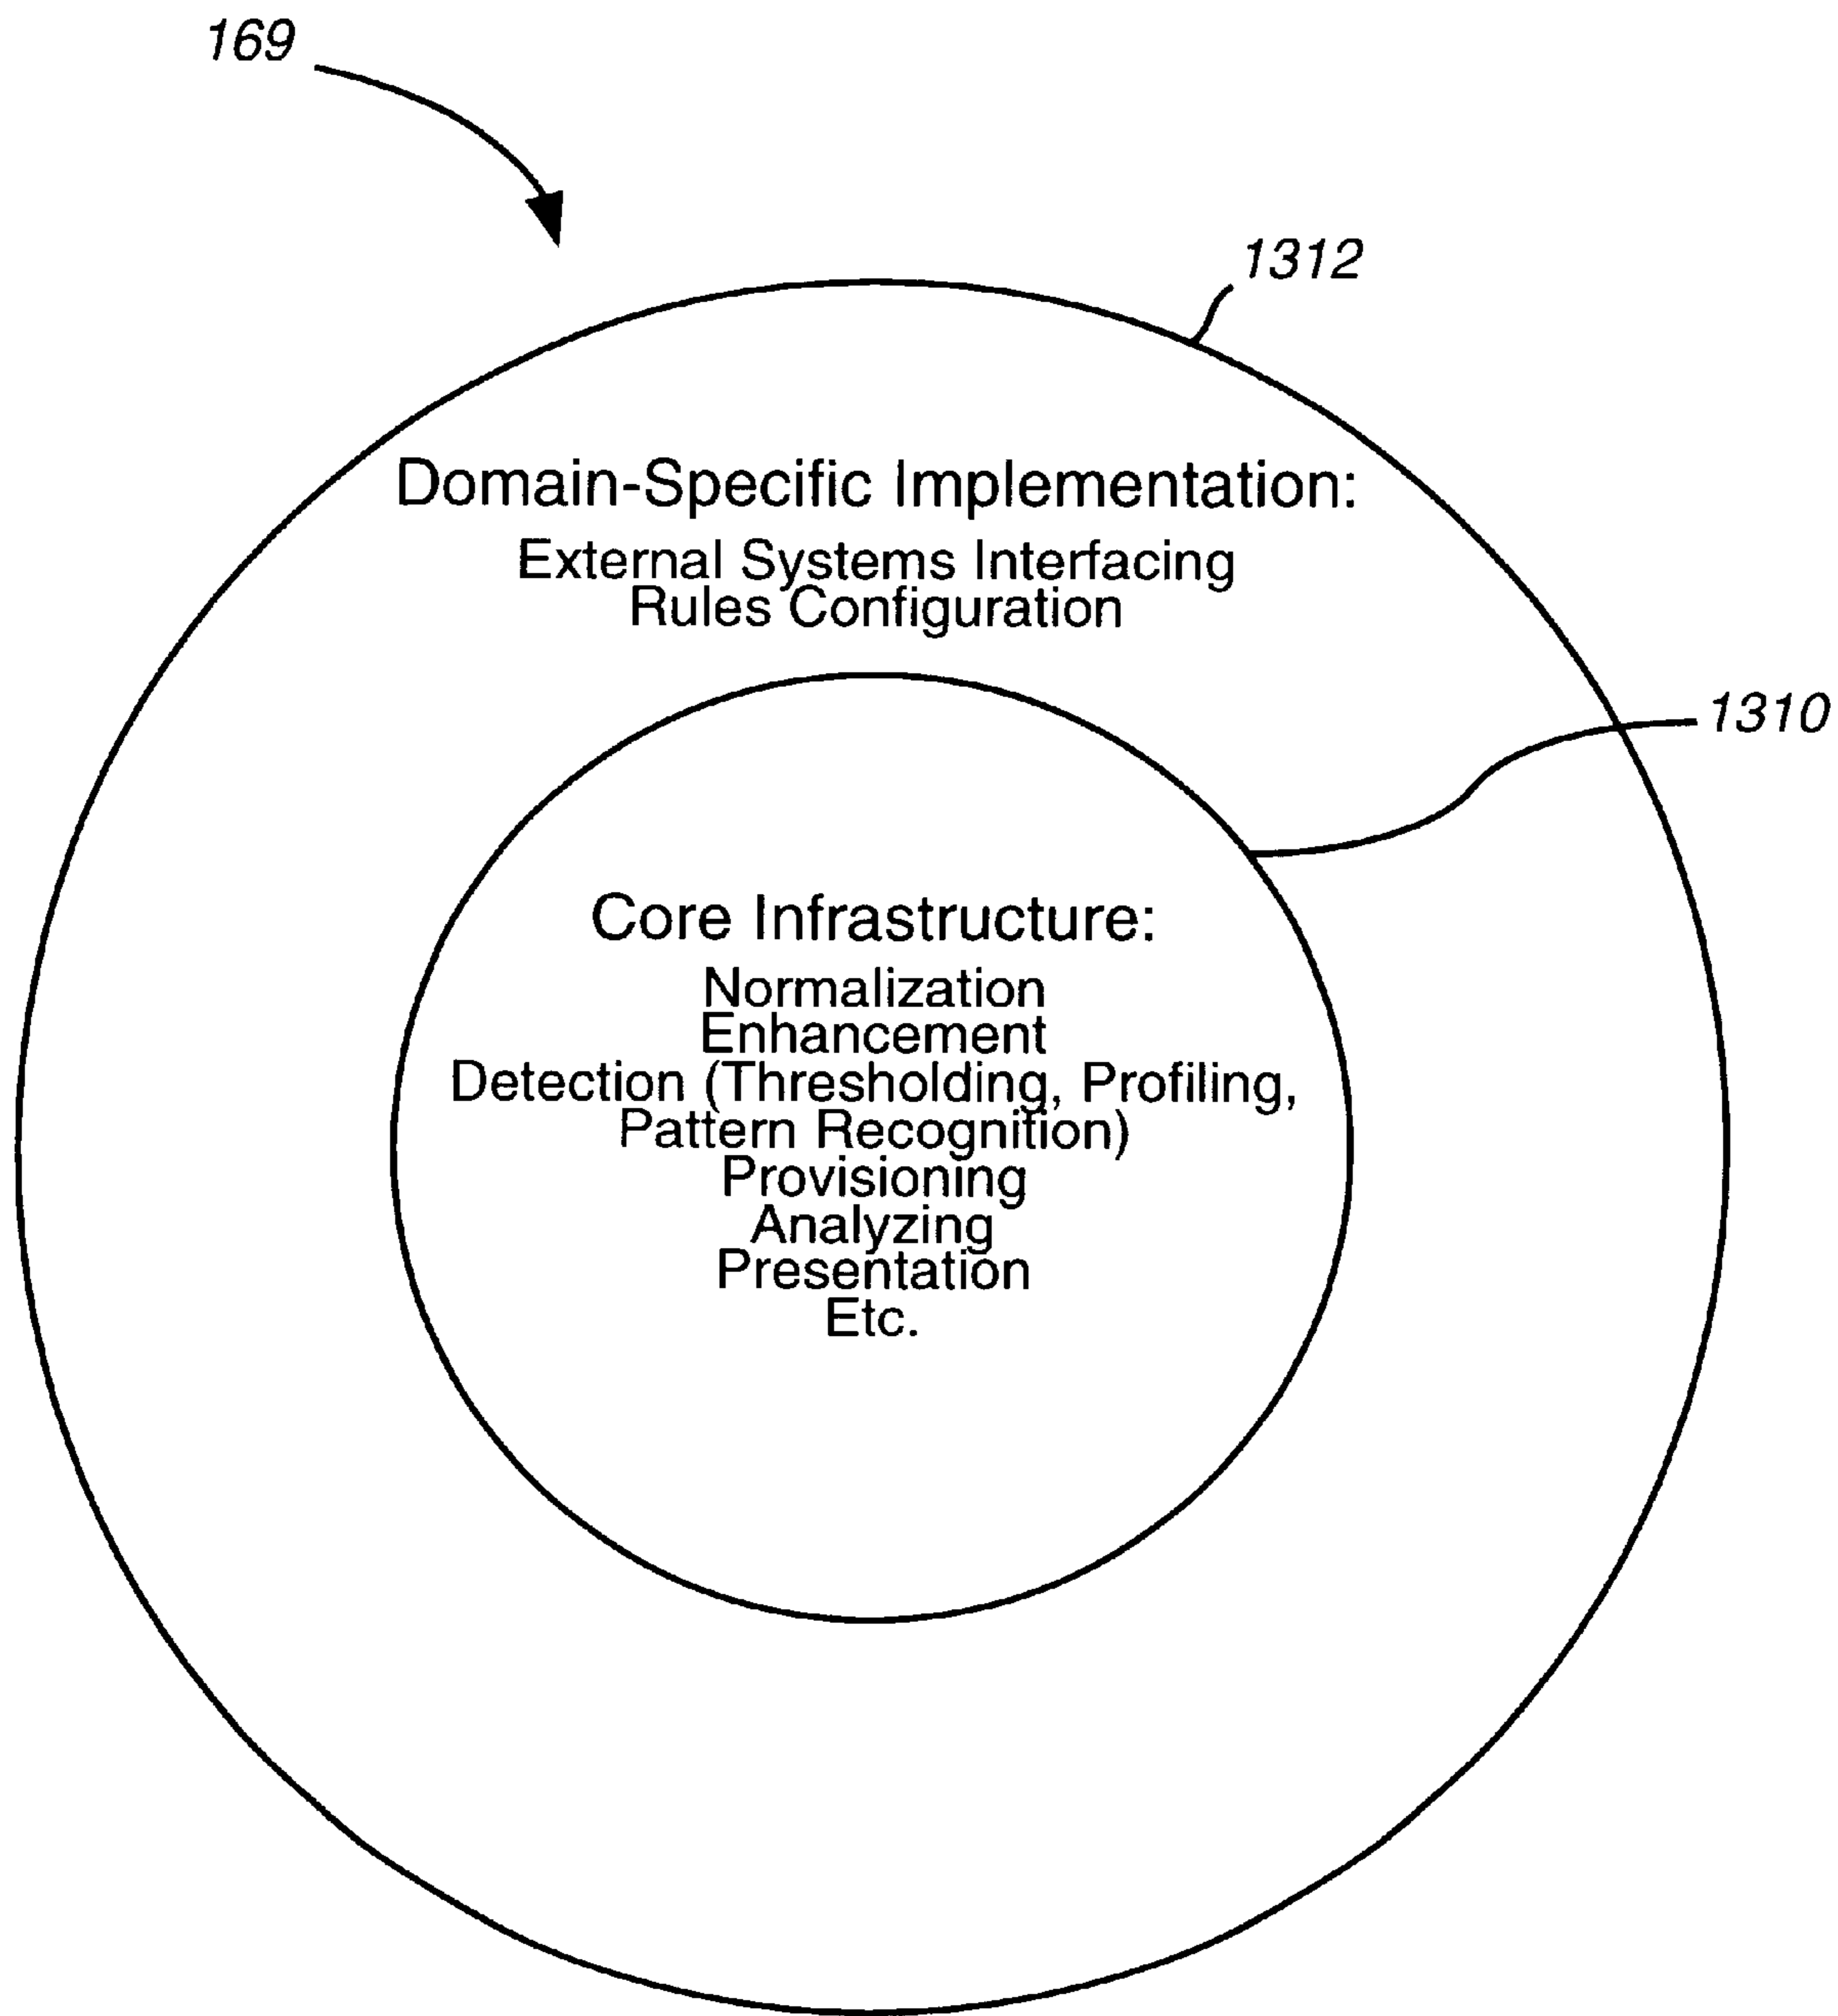 169
1312
Domain-Specific Implementation:
External Systems Interfacing
Rules Configuration
1310
Core Infrastructure:
Normalization
Enhancement
Detection (Thresholding, Profiling,
Pattern Recognition)
Provisioning
Analyzing
Presentation
Etc.